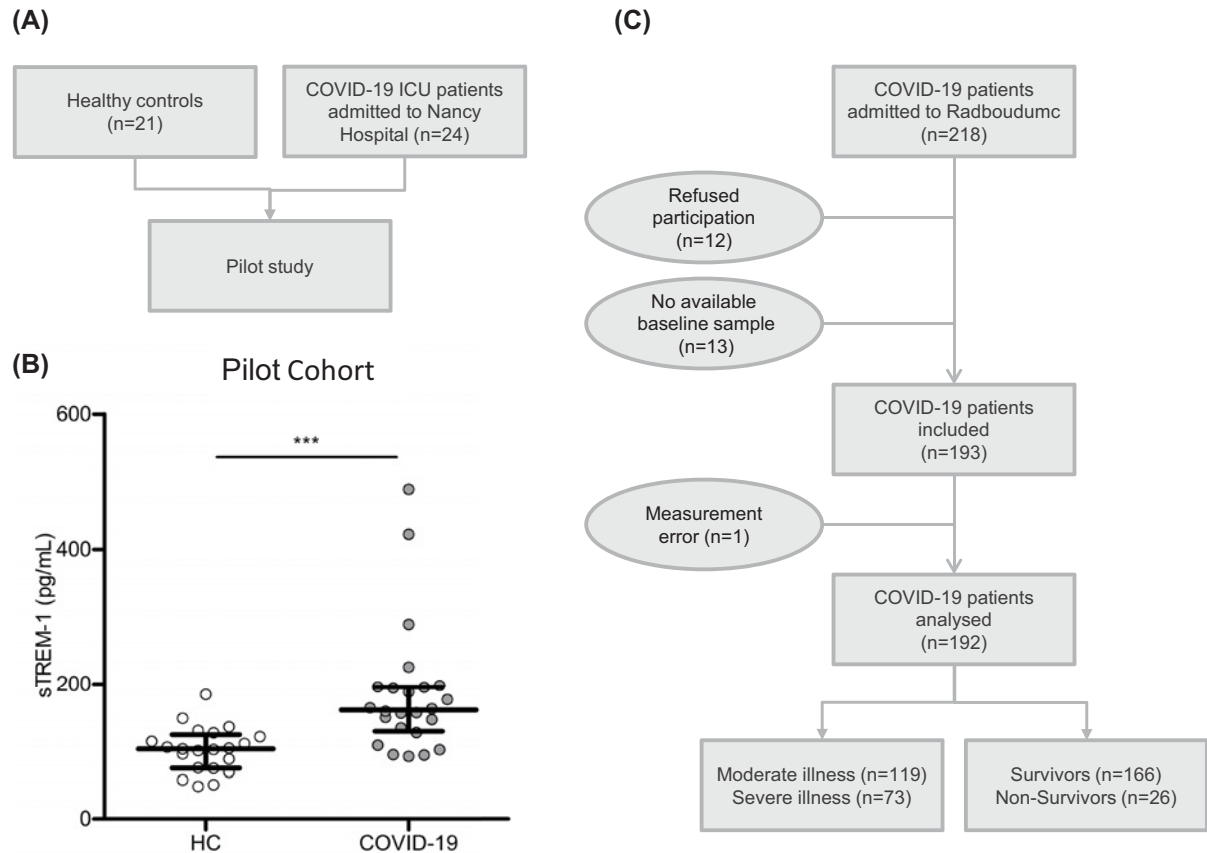 (A)
Healthy controls
(n=21)
COVID-19 ICU patients
admitted to Nancy
Hospital (n=24)
Pilot study
(B)
Pilot Cohort
600
400
200
0
sTREM-1 (pg/mL)
***
HC
COVID-19
(C)
COVID-19 patients
admitted to Radboudumc
(n=218)
Refused
participation
(n=12)
No available
baseline sample
(n=13)
COVID-19 patients
included
(n=193)
Measurement
error (n=1)
COVID-19 patients
analysed
(n=192)
Moderate illness (n=119)
Severe illness (n=73)
Survivors (n=166)
Non-Survivors (n=26)